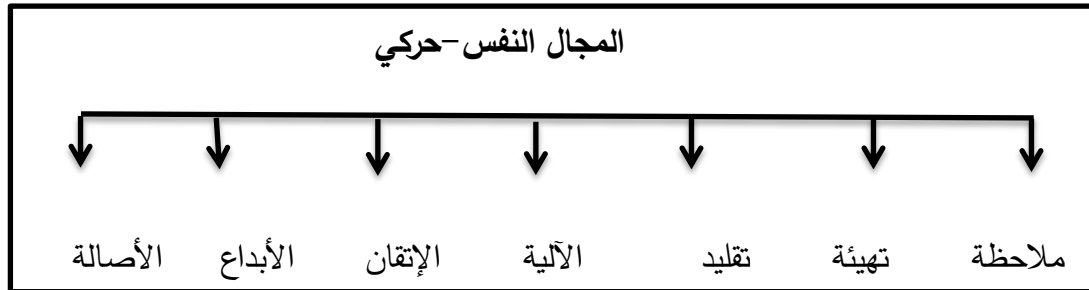 المجال النفس-حركي
ملاحظة تهيئة تقليد الآلية الإتقان الأبداع الأصالة